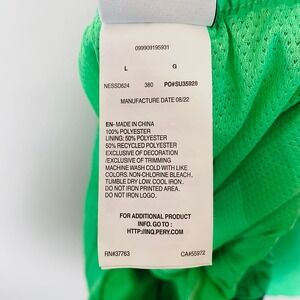 099909195931
L G
NESSD624 380 PO#SU35928
MANUFACTURE DATE 08/22
EN- MADE IN CHINA
100% POLYESTER
LINING: 50% POLYESTER
50% RECYCLED POLYESTER
EXCLUSIVE OF DECORATION
/EXCLUSIVE OF TRIMMING
MACHINE WASH COLD WITH LIKE
COLORS. NON-CHLORINE BLEACH,
TUMBLE DRY LOW. COOL IRON.
DO NOT IRON PRINTED AREA.
DO NOT IRON LOGO.
FOR ADDITIONAL PRODUCT
INFO. GO TO :
HTTP://INQ.PERY.COM
RN#37763 CA#55972